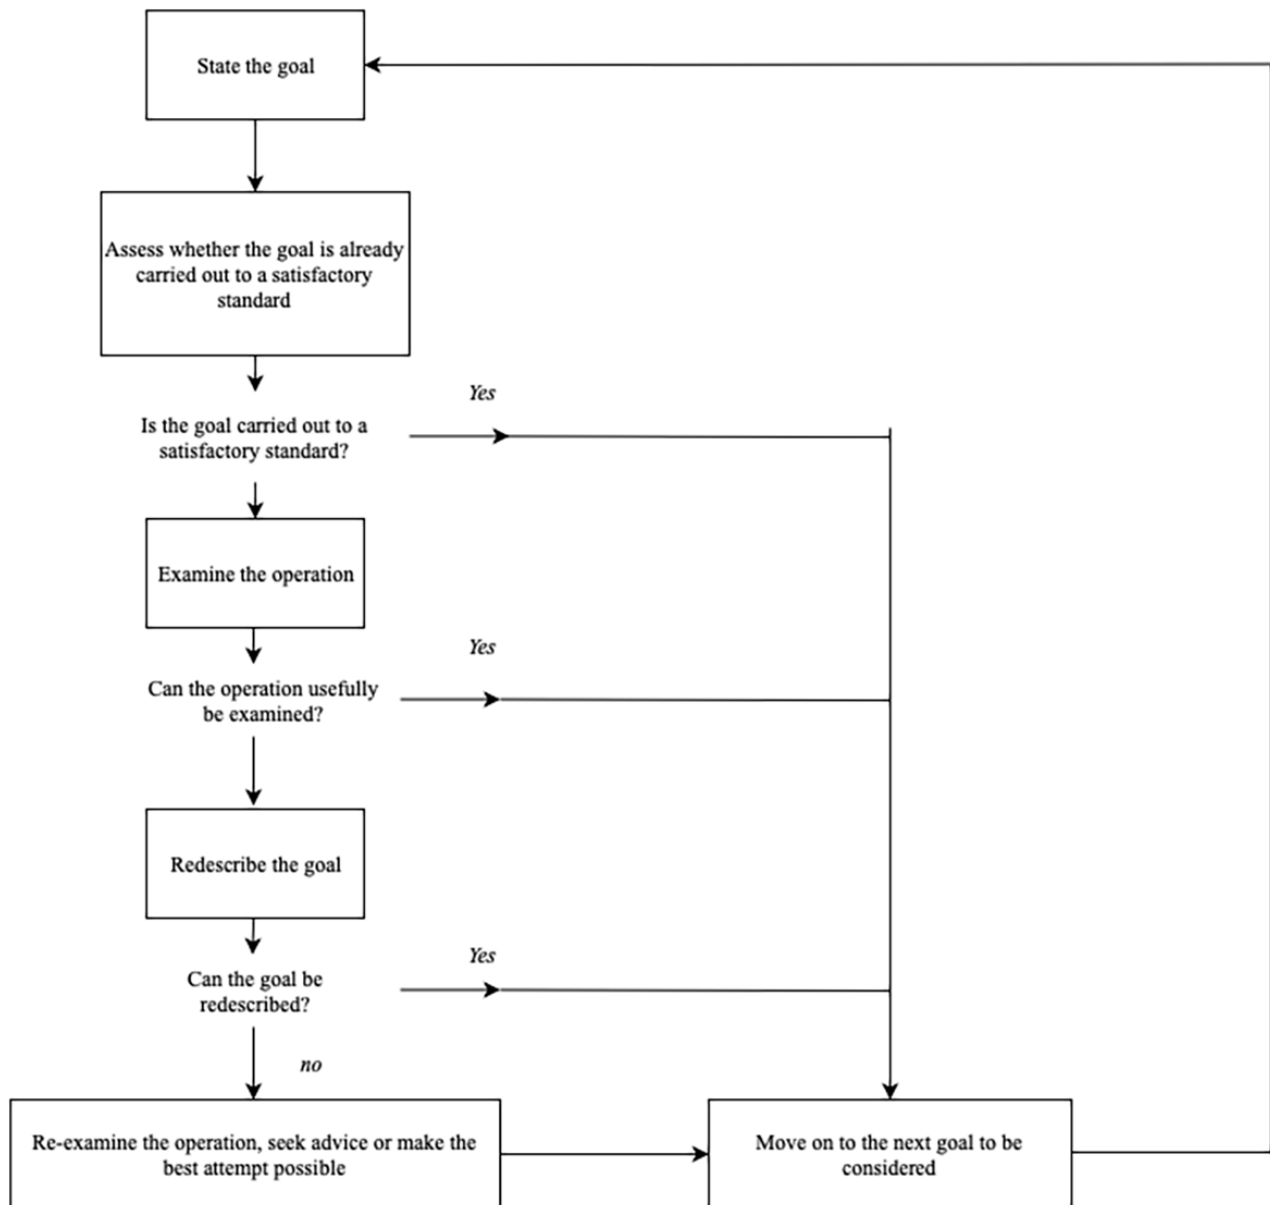 State the goal
Assess whether the goal is already
carried out to a satisfactory
standard
Yes
Is the goal carried out to a
satisfactory standard?
Examine the operation
Yes
Can the operation usefully
be examined?
Redescribe the goal
Yes
Can the goal be
redescribed?
no
Re-examine the operation, seek advice or make the
best attempt possible
Move on to the next goal to be
considered